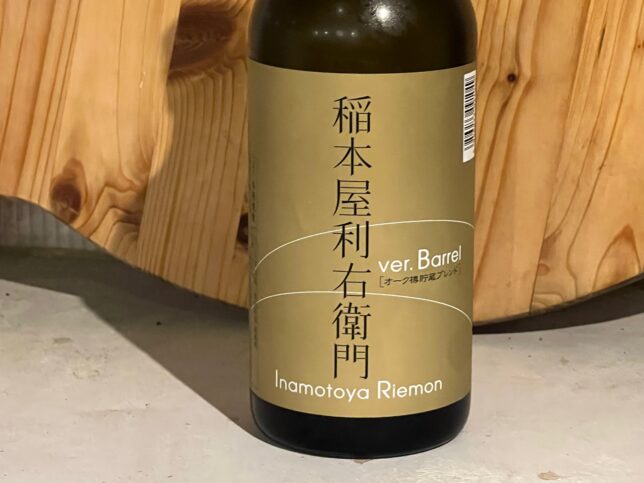 稲本屋利右衛門
ver. Barrel
[オーク樽貯蔵ブレンド]
Inamotoya Riemon